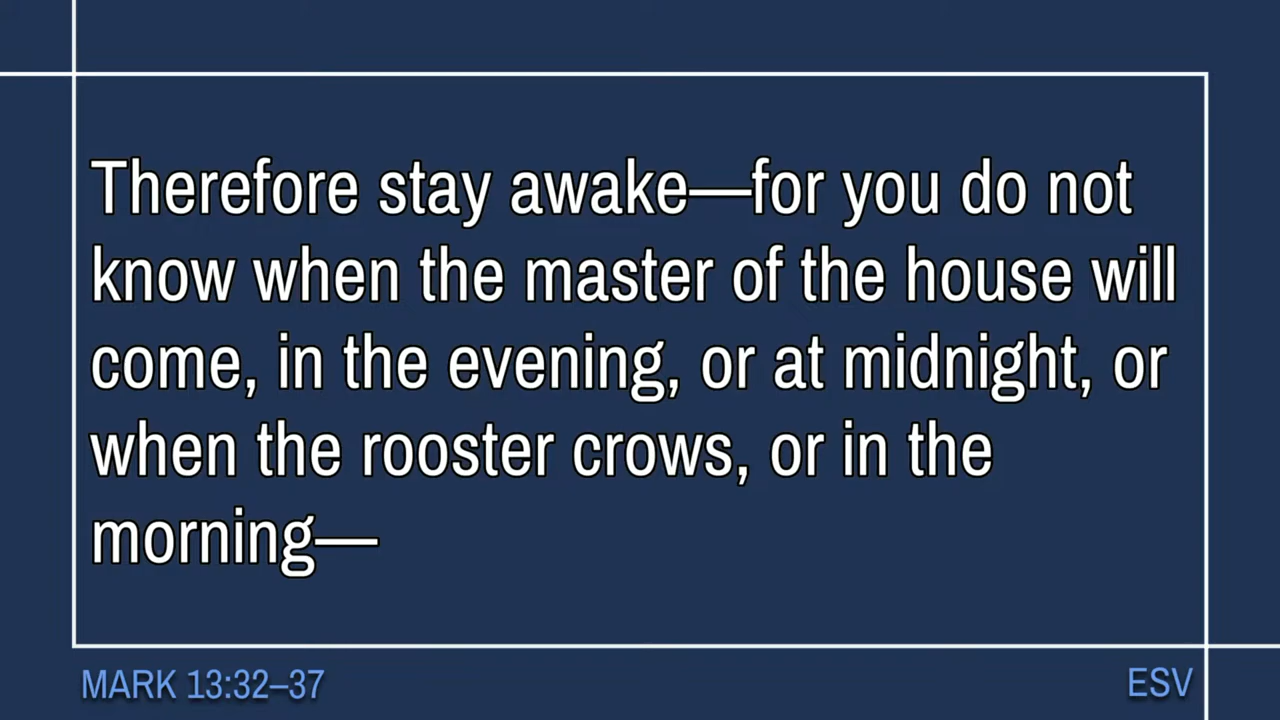 Therefore stay awake—for you do not
know when the master of the house will
come, in the evening, or at midnight, or
when the rooster crows, or in the
morning—
MARK 13:32–37
ESV